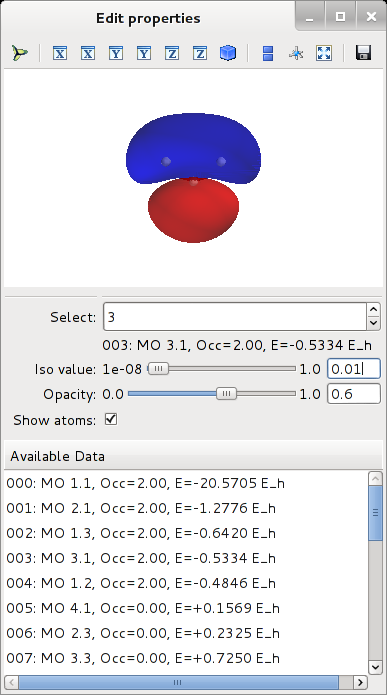 Edit properties
X X Y Y Z Z
Select: 3
003: MO 3.1, Occ=2.00, E=-0.5334 E_h
Iso value: 1e-08 1.0 0.01
Opacity: 0.0 1.0 0.6
Show atoms:
Available Data
000: MO 1.1, Occ=2.00, E=-20.5705 E_h
001: MO 2.1, Occ=2.00, E=-1.2776 E_h
002: MO 1.3, Occ=2.00, E=-0.6420 E_h
003: MO 3.1, Occ=2.00, E=-0.5334 E_h
004: MO 1.2, Occ=2.00, E=-0.4846 E_h
005: MO 4.1, Occ=0.00, E=+0.1569 E_h
006: MO 2.3, Occ=0.00, E=+0.2325 E_h
007: MO 3.3, Occ=0.00, E=+0.7250 E_h